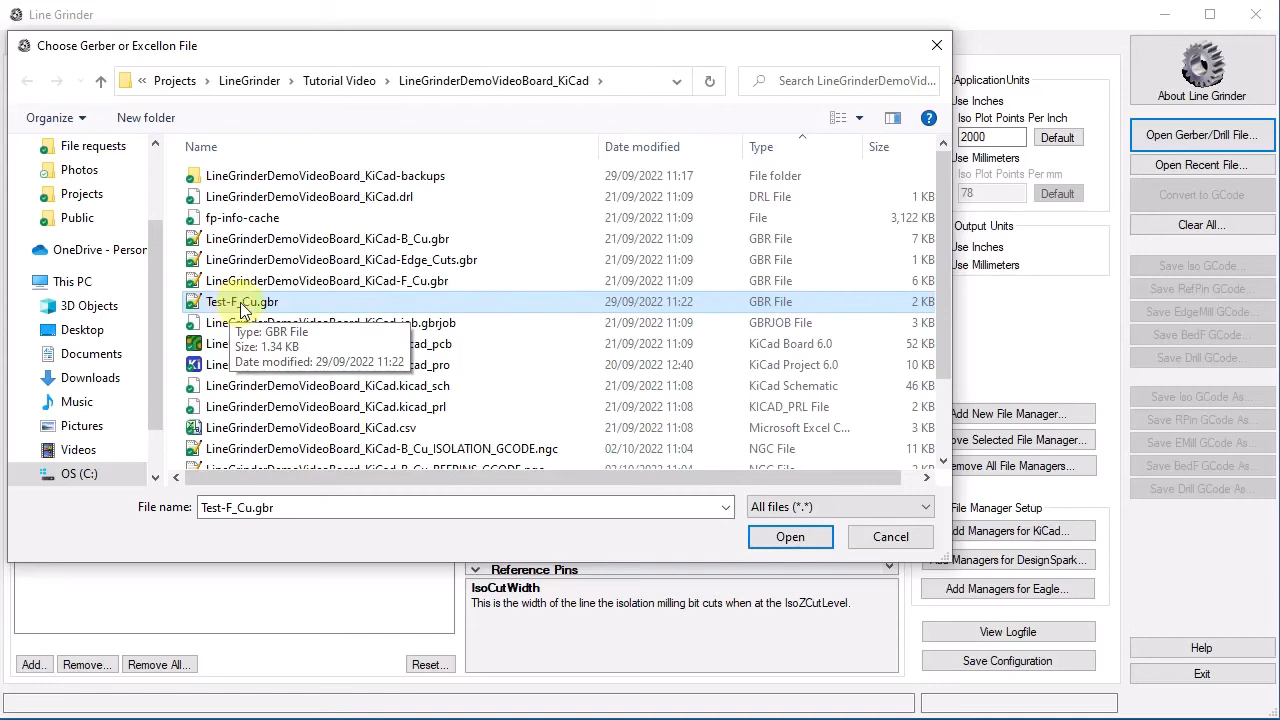 Line Grinder
Choose Gerber or Excellon File
« Projects > LineGrinder > Tutorial Video > LineGrinderDemoVideoBoard_KiCad >
Search LineGrinderDemoVid...
Organize
New folder
File requests
Photos
Projects
Public
OneDrive - Person
This PC
3D Objects
Desktop
Documents
Downloads
Music
Pictures
Videos
OS (C:)
Name Date modified Type Size
LineGrinderDemoVideoBoard_KiCad-backups 29/09/2022 11:17 File folder
LineGrinderDemoVideoBoard_KiCad.drl 21/09/2022 11:09 DRL File 1 KB
fp-info-cache 21/09/2022 11:09 File 3,122 KB
LineGrinderDemoVideoBoard_KiCad-B_Cu.gbr 21/09/2022 11:09 GBR File 7 KB
LineGrinderDemoVideoBoard_KiCad-Edge_Cuts.gbr 21/09/2022 11:09 GBR File 1 KB
LineGrinderDemoVideoBoard_KiCad-F_Cu.gbr 21/09/2022 11:09 GBR File 6 KB
Test-F_Cu.gbr 29/09/2022 11:22 GBR File 2 KB
21/09/2022 11:09 GBRJOB File 3 KB
21/09/2022 11:09 KiCad Board 6.0 52 KB
20/09/2022 12:40 KiCad Project 6.0 10 KB
LineGrinderDemoVideoBoard_KiCad.kicad_sch 21/09/2022 11:08 KiCad Schematic 46 KB
LineGrinderDemoVideoBoard_KiCad.kicad_prl 21/09/2022 11:08 KICAD_PRL File 2 KB
LineGrinderDemoVideoBoard_KiCad.csv 21/09/2022 11:08 Microsoft Excel C... 3 KB
LineGrinderDemoVideoBoard_KiCad-B_Cu_ISOLATION_GCODE.ngc 02/10/2022 11:04 NGC File 11 KB
Type: GBR File
Size: 1.34 KB
Date modified: 29/09/2022 11:22
File name: Test-F_Cu.gbr
All files (*.*)
Open
Cancel
ApplicationUnits
Use Inches
Iso Plot Points Per Inch
2000 Default
Use Millimeters
Iso Plot Points Per mm
78 Default
Output Units
Use Inches
Use Millimeters
Add New File Manager...
ove Selected File Manager...
emove All File Managers...
File Manager Setup
dd Managers for KiCad...
dd Managers for DesignSpark...
Add Managers for Eagle...
View Logfile
Save Configuration
About Line Grinder
Open Gerber/Drill File...
Open Recent File...
Convert to GCode
Clear All...
Save Iso GCode...
Save RefPin GCode...
Save EdgeMill GCode...
Save BedF GCode...
Save Drill GCode...
Save Iso GCode As...
Save RPin GCode As...
Save EMill GCode As...
Save BedF GCode As...
Save Drill GCode As...
Help
Exit
Reference Pins
IsoCutWidth
This is the width of the line the isolation milling bit cuts when at the IsoZCutLevel.
Add..
Remove...
Remove All...
Reset...